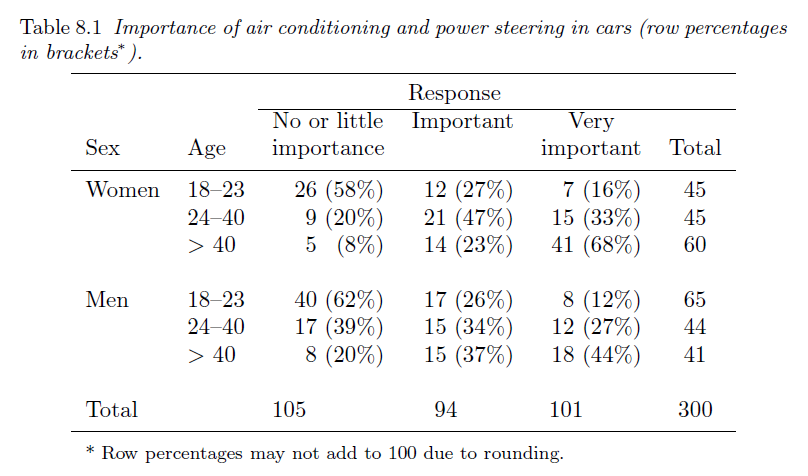 Table 8.1 Importance of air conditioning and power steering in cars (row percentages
in brackets*).
Response
No or little Important Very
Sex Age importance important Total
Women 18–23 26 (58%) 12 (27%) 7 (16%) 45
24–40 9 (20%) 21 (47%) 15 (33%) 45
> 40 5 (8%) 14 (23%) 41 (68%) 60
Men 18–23 40 (62%) 17 (26%) 8 (12%) 65
24–40 17 (39%) 15 (34%) 12 (27%) 44
> 40 8 (20%) 15 (37%) 18 (44%) 41
Total 105 94 101 300
* Row percentages may not add to 100 due to rounding.